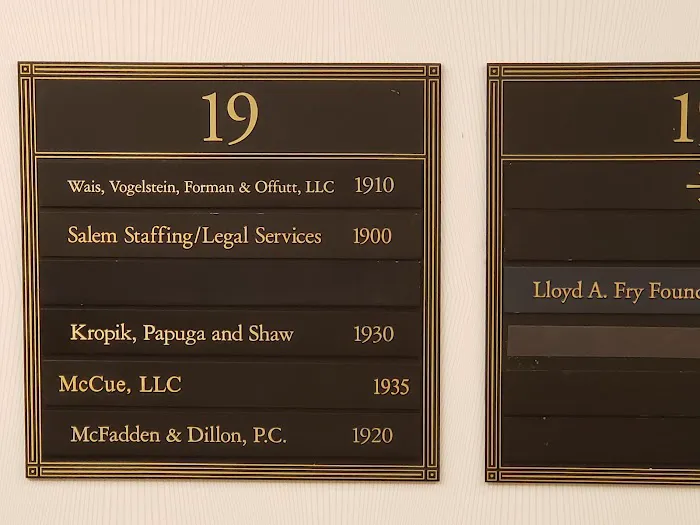 19
Wais, Vogelstein, Forman & Offutt, LLC 1910
Salem Staffing/Legal Services 1900
Kropik, Papuga and Shaw 1930
McCue, LLC 1935
McFadden & Dillon, P.C. 1920
Lloyd A. Fry